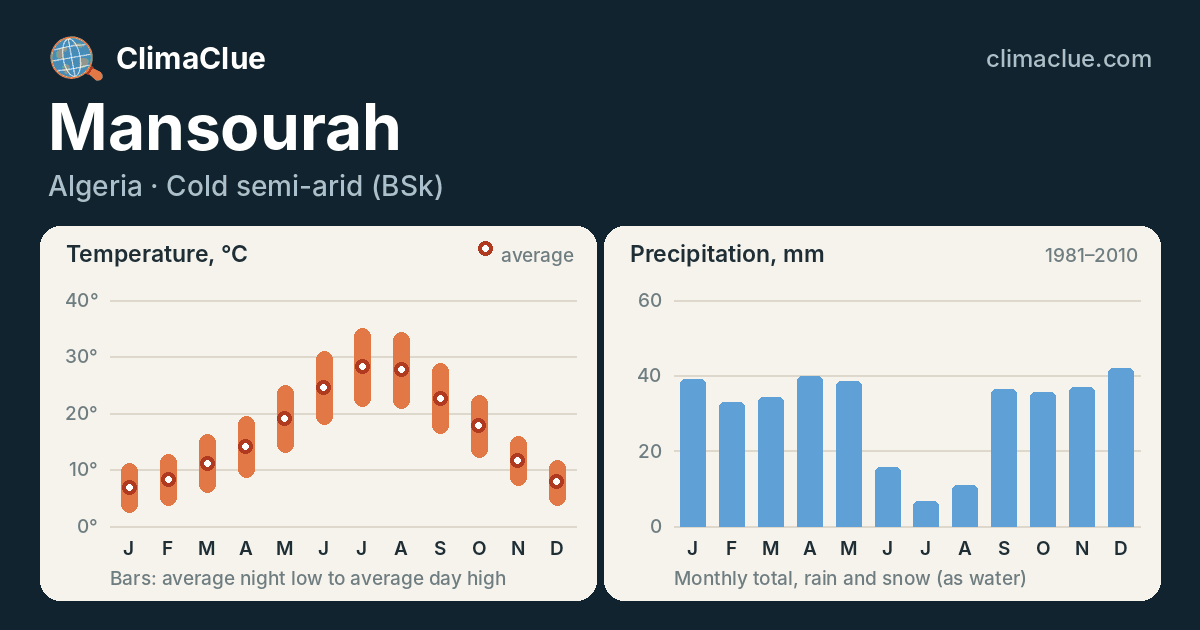 ClimaClue
climaclue.com
Mansourah
Algeria · Cold semi-arid (BSk)
Temperature, °C
average
40°
30°
20°
10°
0°
J F M A M J J A S O N D
Bars: average night low to average day high
Precipitation, mm
1981–2010
60
40
20
0
J F M A M J J A S O N D
Monthly total, rain and snow (as water)